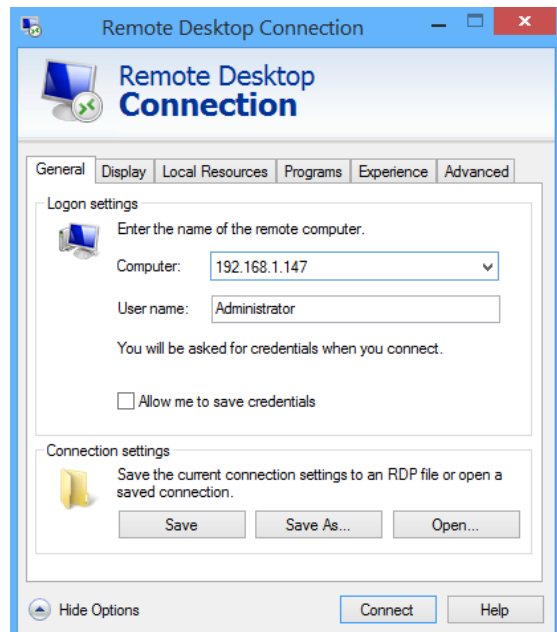 Remote Desktop Connection
Remote Desktop
Connection
General Display Local Resources Programs Experience Advanced
Logon settings
Enter the name of the remote computer.
Computer: 192.168.1.147
User name: Administrator
You will be asked for credentials when you connect.
Allow me to save credentials
Connection settings
Save the current connection settings to an RDP file or open a
saved connection.
Save Save As... Open...
Hide Options Connect Help